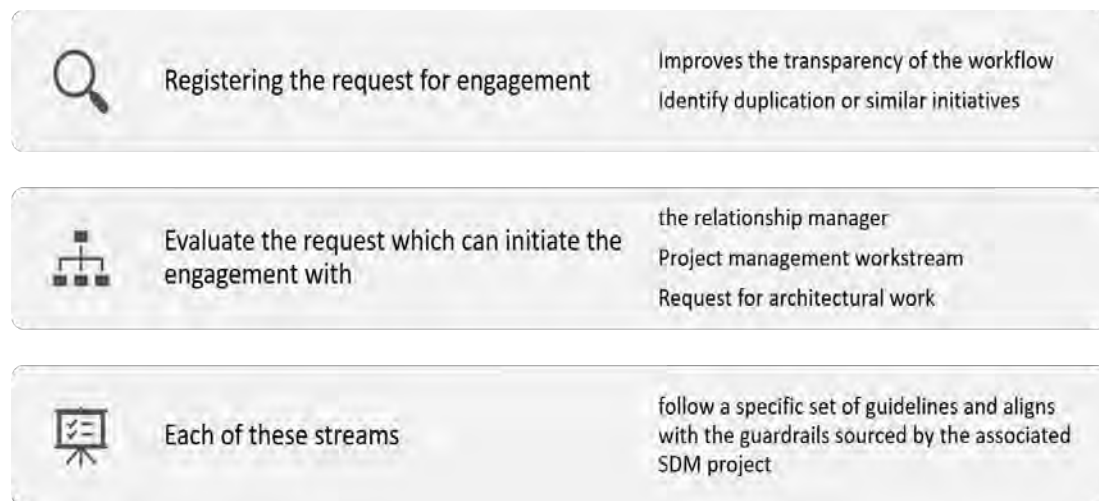 Registering the request for engagement
Improves the transparency of the workflow
Identify duplication or similar initiatives
Evaluate the request which can initiate the
engagement with
the relationship manager
Project management workstream
Request for architectural work
Each of these streams
follow a specific set of guidelines and aligns
with the guardrails sourced by the associated
SDM project